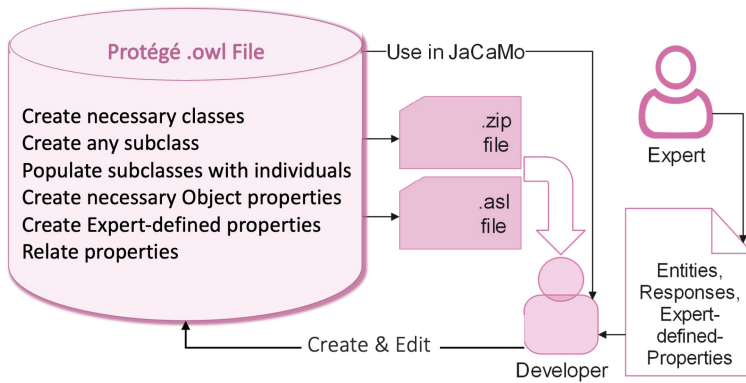 Protégé .owl File
Create necessary classes
Create any subclass
Populate subclasses with individuals
Create necessary Object properties
Create Expert-defined properties
Relate properties
Use in JaCaMo
.zip
file
.asl
file
Expert
Entities,
Responses,
Expert-
defined-
Properties
Create & Edit
Developer